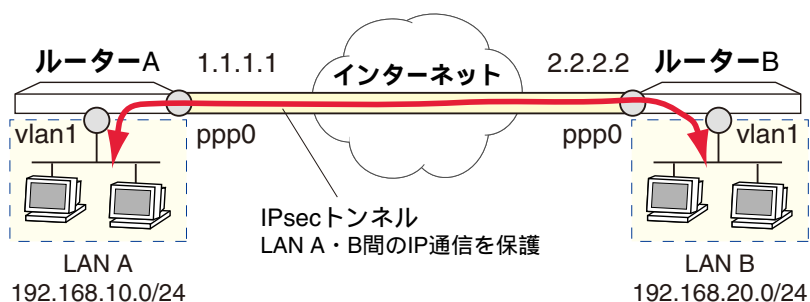 ルーターA
1.1.1.1
インターネット
2.2.2.2
ルーターB
vlan1
ppp0
ppp0
vlan1
IPsecトンネル
LAN A・B間のIP通信を保護
LAN A
192.168.10.0/24
LAN B
192.168.20.0/24